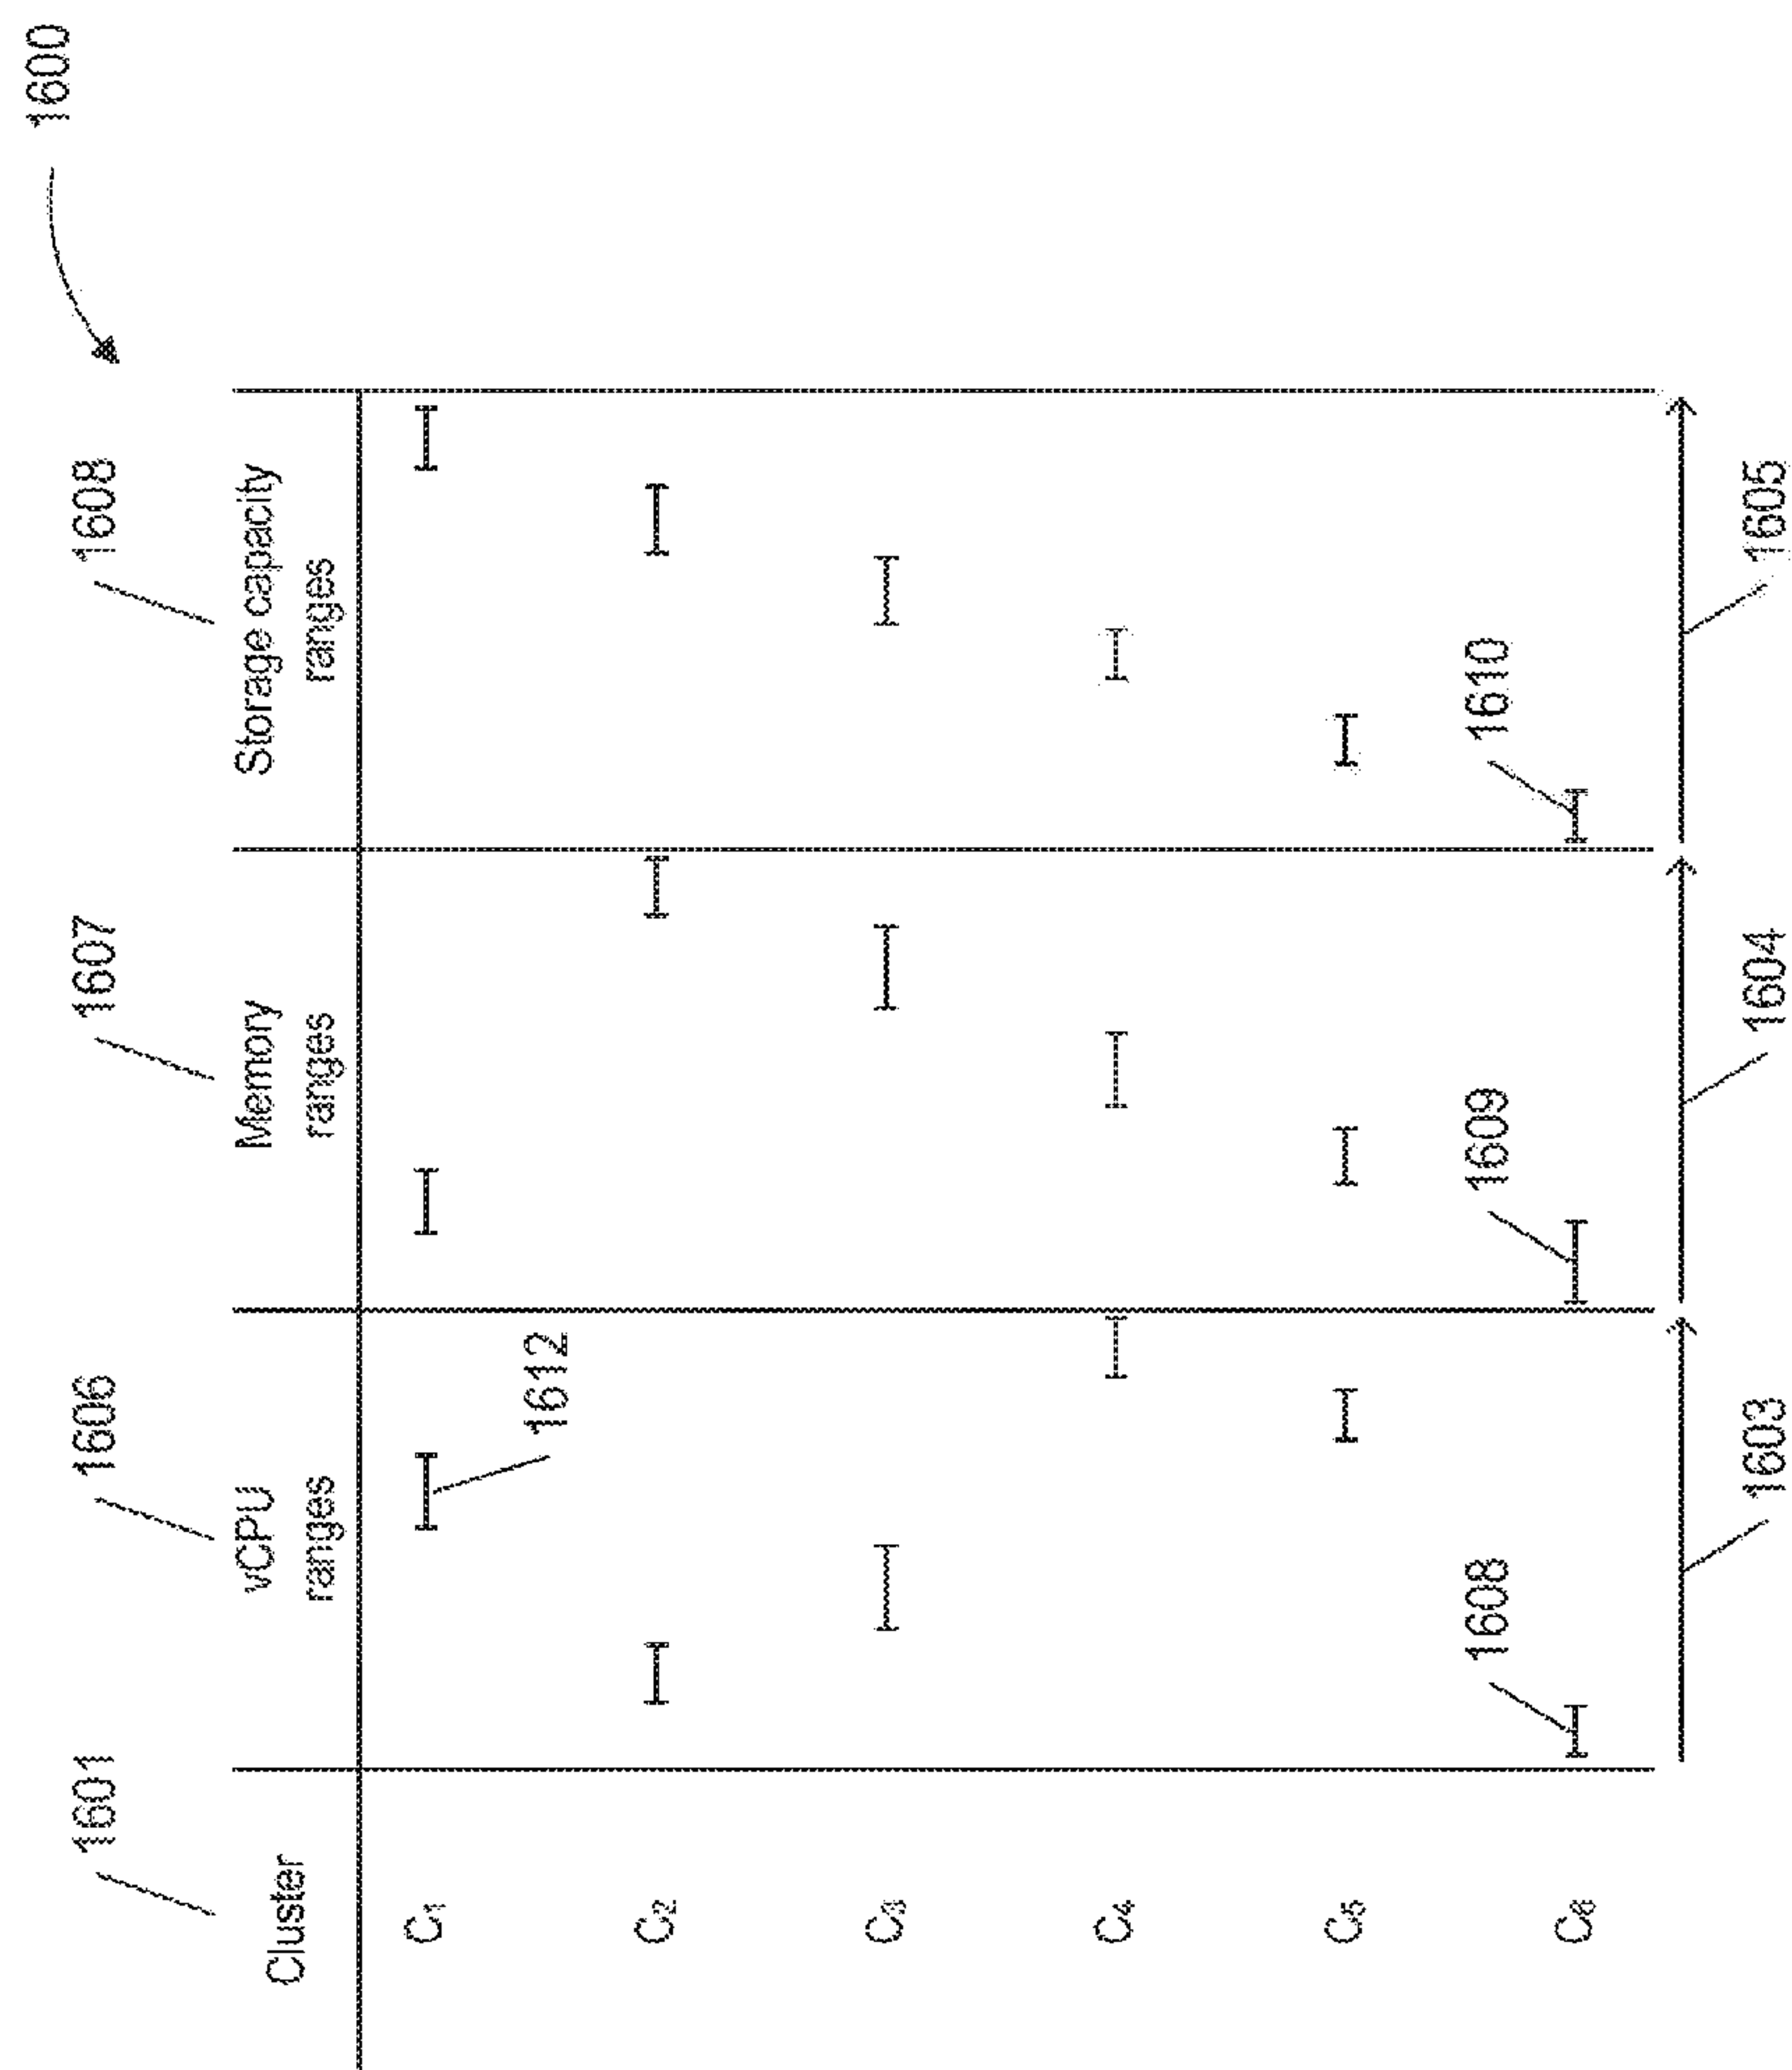 1600
1601
1606
1607
1608
Cluster
vCPU
ranges
Memory
ranges
Storage capacity
ranges
C1
1612
C2
C3
C4
C5
1608
1609
1610
C6
1603
1604
1605